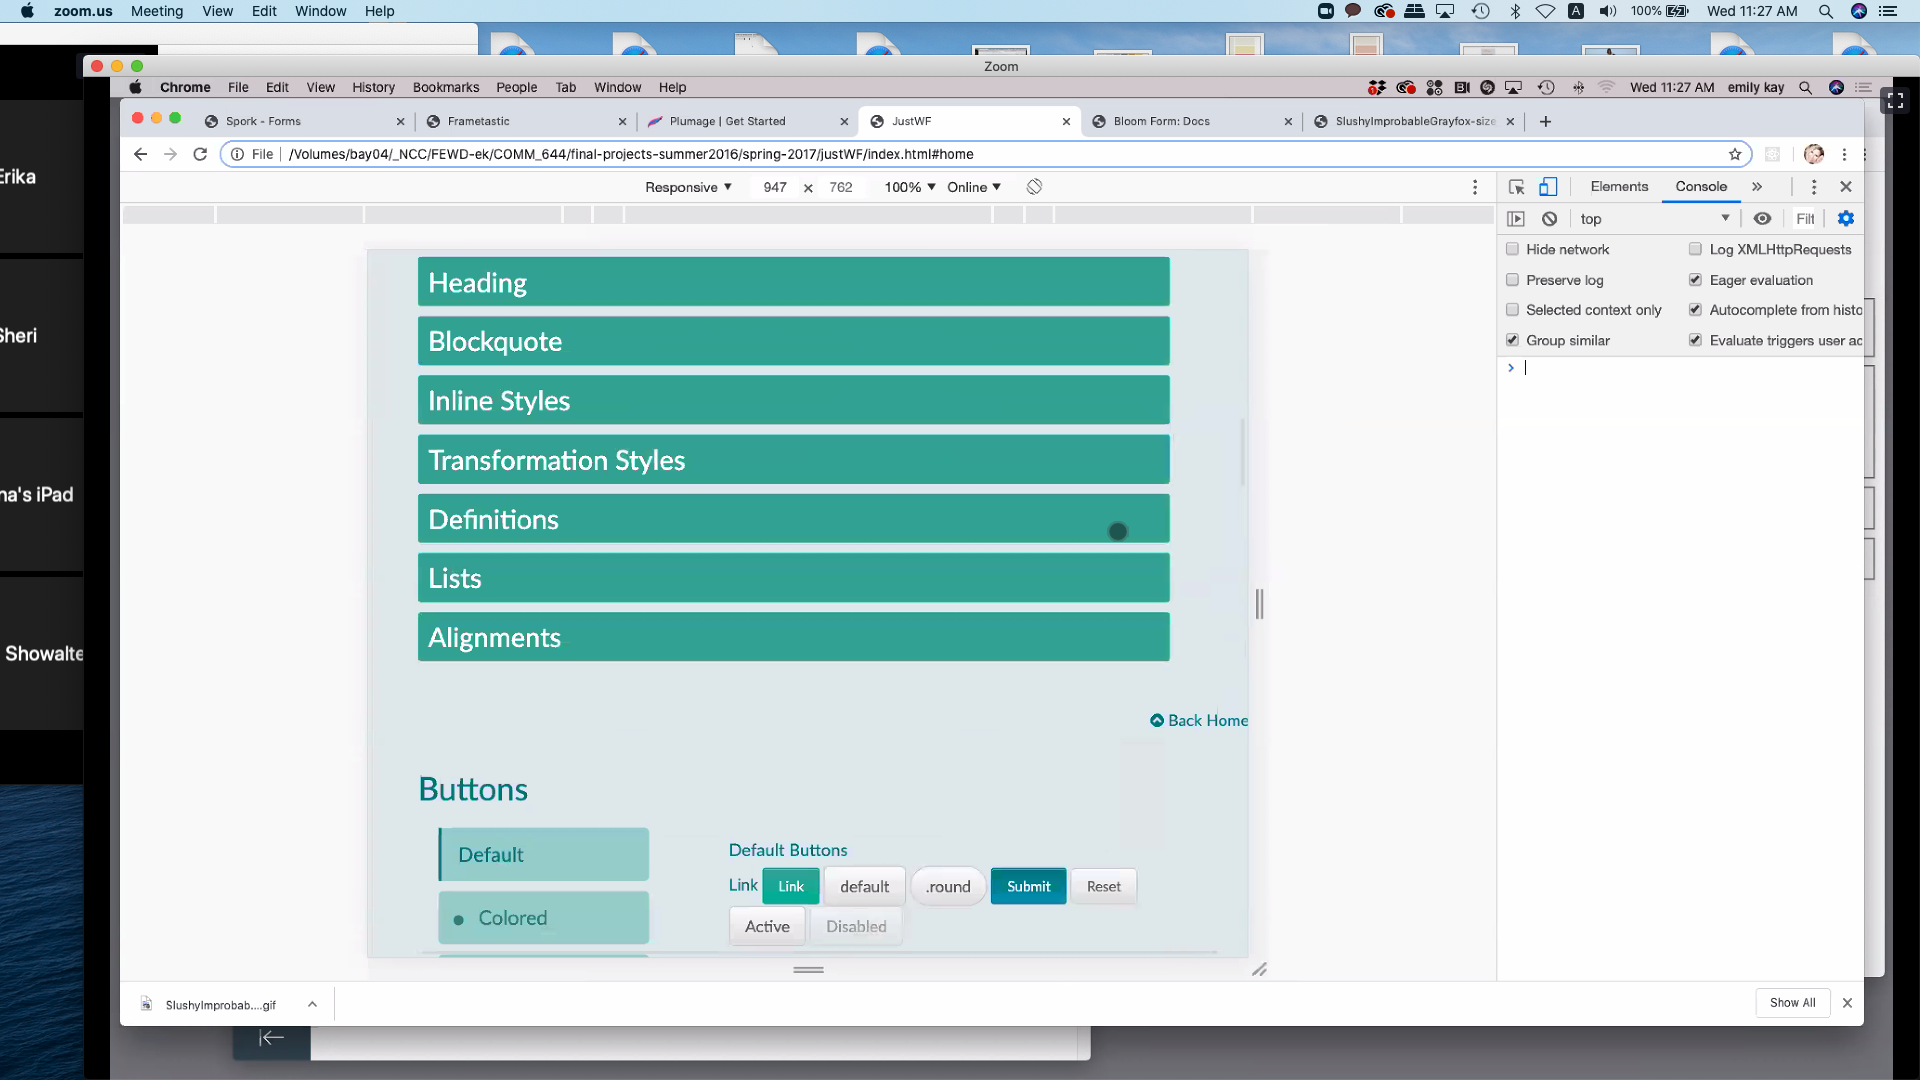 zoom.us Meeting View Edit Window Help
100% Wed 11:27 AM
Zoom
Chrome File Edit View History Bookmarks People Tab Window Help
Wed 11:27 AM emily kay
Spork - Forms
Frametastic
Plumage | Get Started
JustWF
Bloom Form: Docs
SlushyImprobableGrayfox-size
File /Volumes/bay04/_NCC/FEWD-ek/COMM_644/final-projects-summer2016/spring-2017/justWF/index.html#home
Responsive 947 x 762 100% Online
Elements Console »
top Filt
Hide network
Log XMLHttpRequests
Preserve log
Eager evaluation
Selected context only
Autocomplete from histo
Group similar
Evaluate triggers user ac
Erika
Sheri
na's iPad
Showalte
Heading
Blockquote
Inline Styles
Transformation Styles
Definitions
Lists
Alignments
Back Home
Buttons
Default
Colored
Default Buttons
Link Link default .round Submit Reset
Active Disabled
SlushyImprobab....gif
Show All